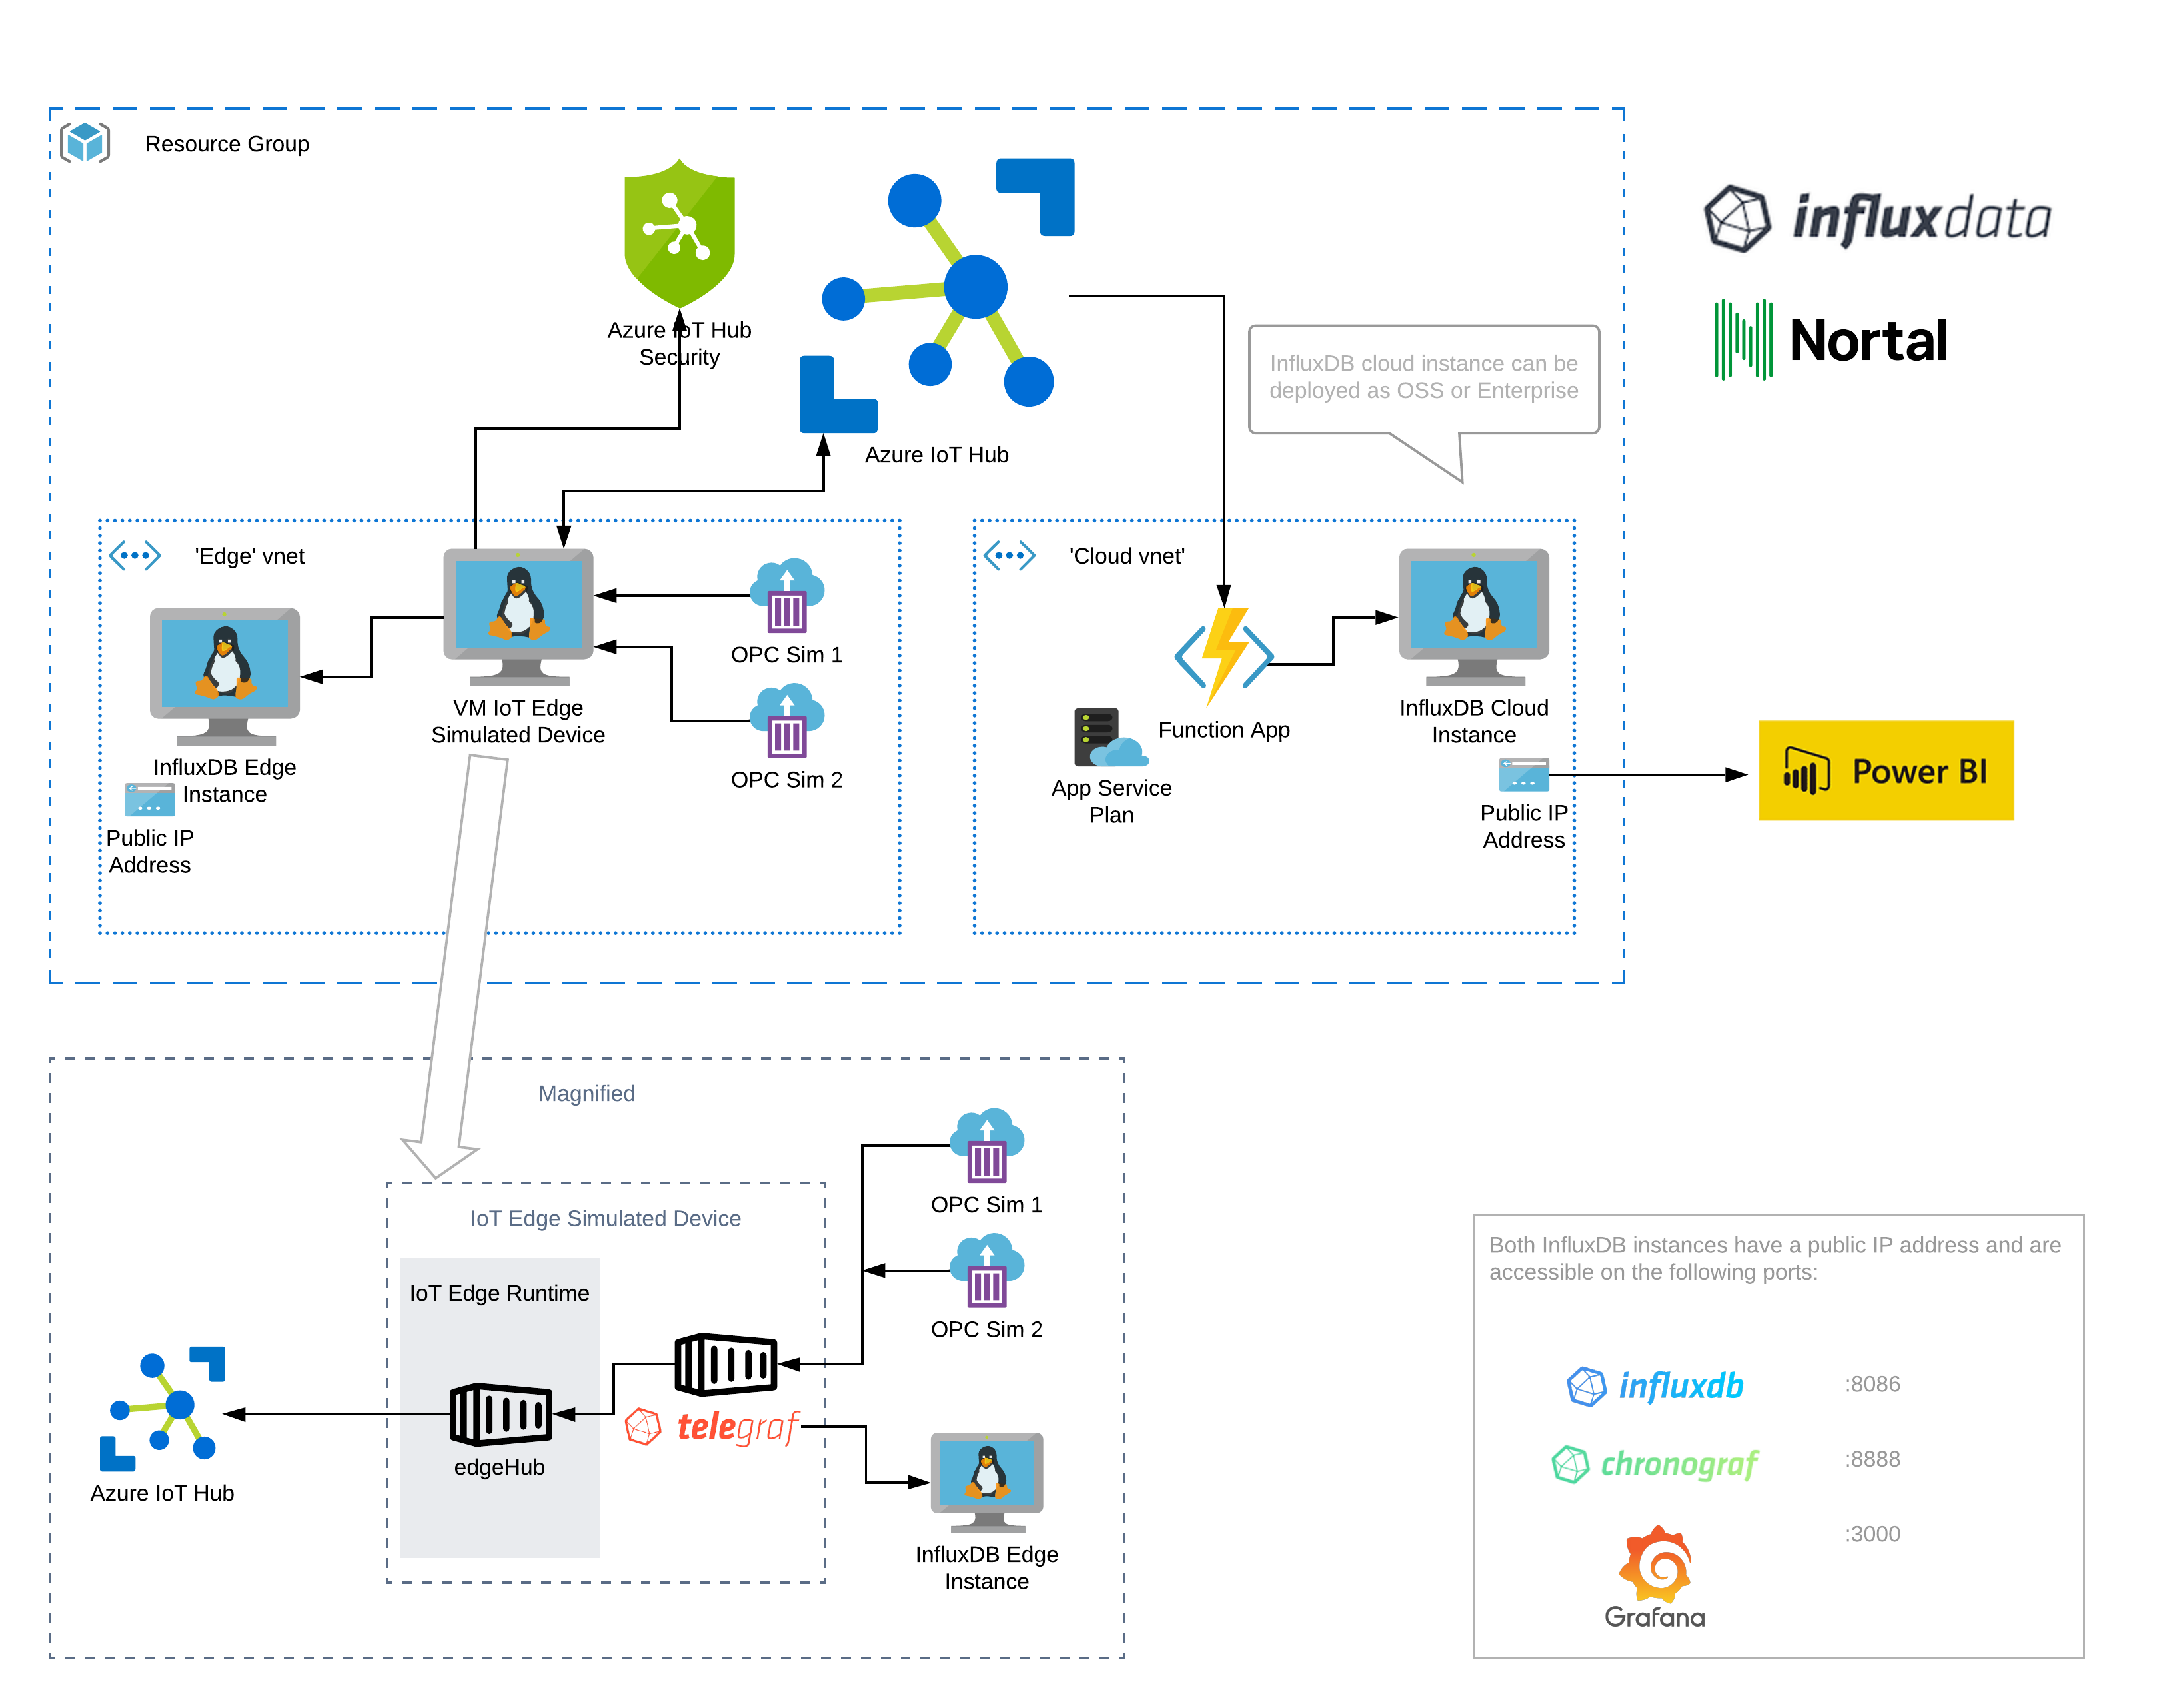 Resource Group
influxdata
Nortal
Azure IoT Hub
Security
Azure IoT Hub
InfluxDB cloud instance can be
deployed as OSS or Enterprise
'Edge' vnet
InfluxDB Edge
Instance
Public IP
Address
VM IoT Edge
Simulated Device
OPC Sim 1
OPC Sim 2
'Cloud vnet'
Function App
App Service
Plan
InfluxDB Cloud
Instance
Public IP
Address
Power BI
Magnified
IoT Edge Simulated Device
IoT Edge Runtime
edgeHub
telegraf
Azure IoT Hub
OPC Sim 1
OPC Sim 2
InfluxDB Edge
Instance
Both InfluxDB instances have a public IP address and are
accessible on the following ports:
influxdb :8086
chronograf :8888
:3000
Grafana